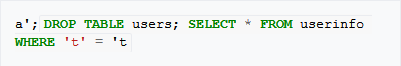 a'; DROP TABLE users; SELECT * FROM userinfo
WHERE 't' = 't